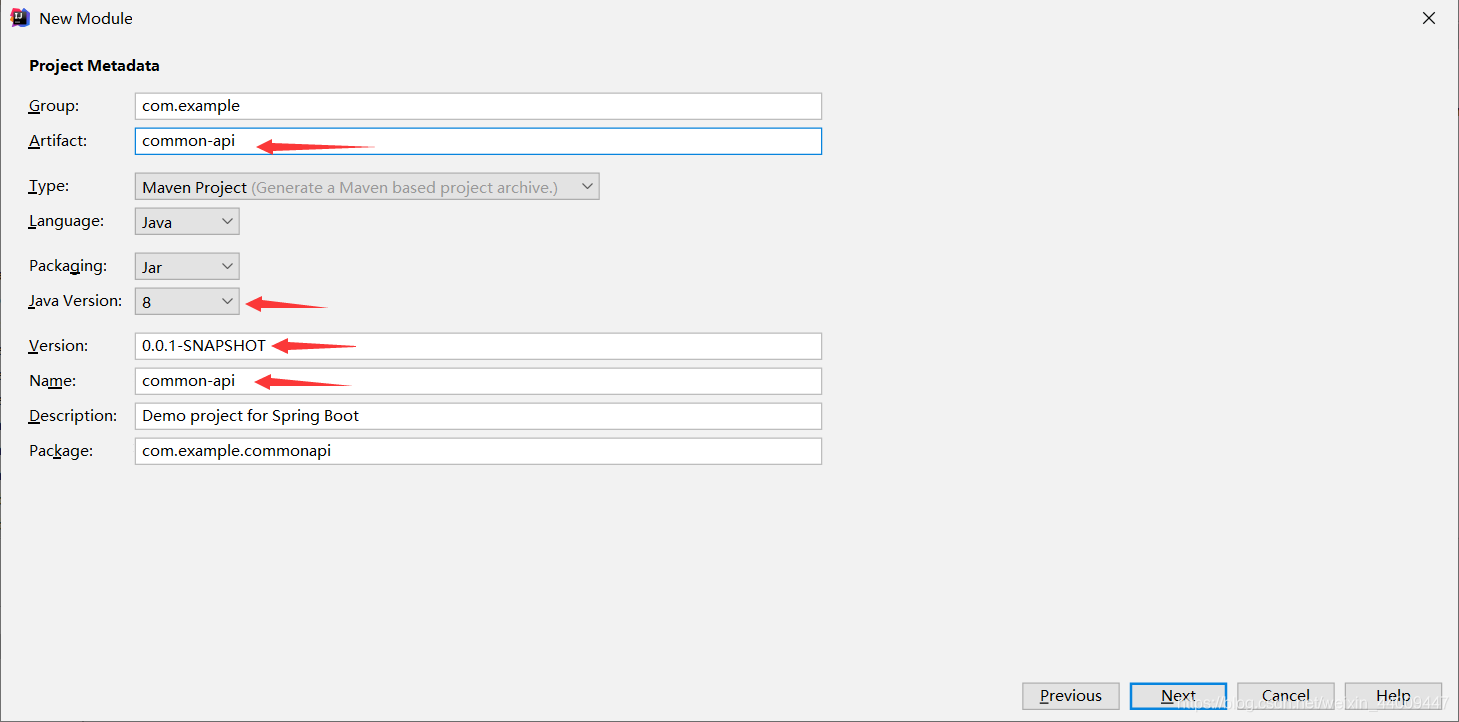 New Module
Project Metadata
Group: com.example
Artifact: common-api
Type: Maven Project (Generate a Maven based project archive.)
Language: Java
Packaging: Jar
Java Version: 8
Version: 0.0.1-SNAPSHOT
Name: common-api
Description: Demo project for Spring Boot
Package: com.example.commonapi
Previous Next Cancel Help
https://blog.csdn.net/weixin_44009447